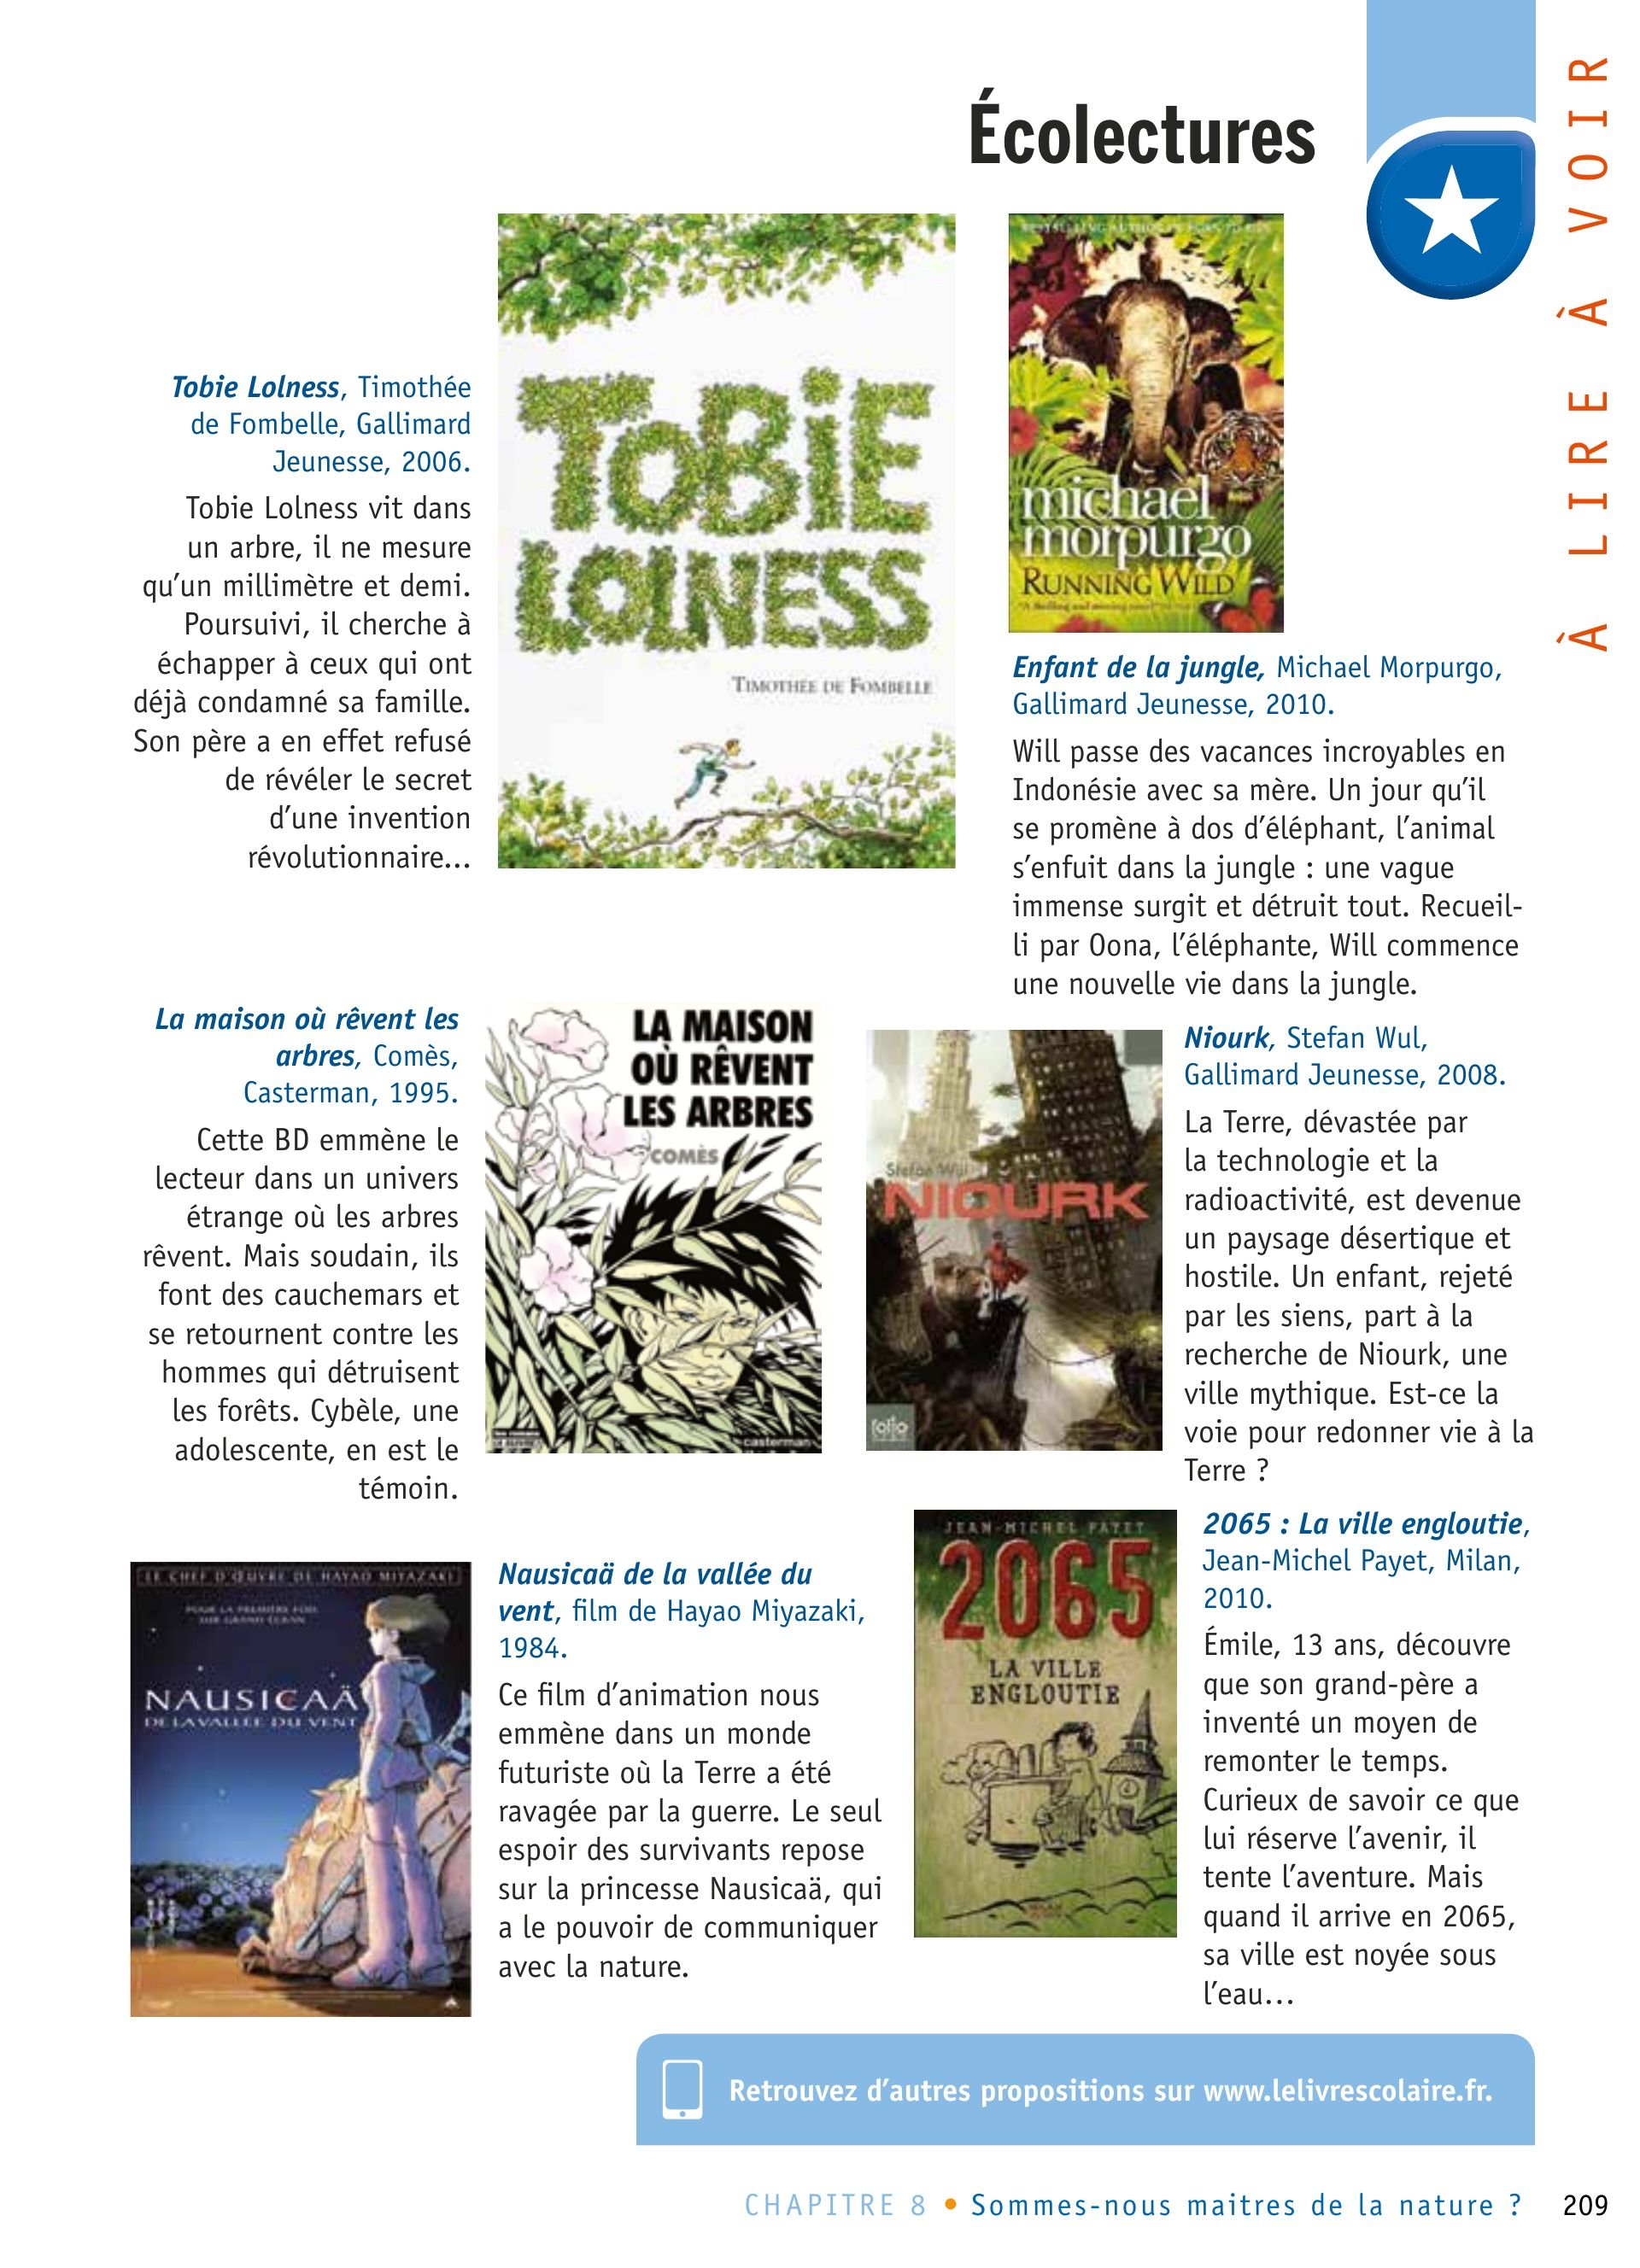 Écolectures
À LIRE À VOIR
Tobie Lolness, Timothée
de Fombelle, Gallimard
Jeunesse, 2006.
Tobie Lolness vit dans
un arbre, il ne mesure
qu’un millimètre et demi.
Poursuivi, il cherche à
échapper à ceux qui ont
déjà condamné sa famille.
Son père a en effet refusé
de révéler le secret
d’une invention
révolutionnaire…
TOBIE
LOLNESS
TIMOTHÉE DE FOMBELLE
michael
morpurgo
RUNNING WILD
Enfant de la jungle, Michael Morpurgo,
Gallimard Jeunesse, 2010.
Will passe des vacances incroyables en
Indonésie avec sa mère. Un jour qu’il
se promène à dos d’éléphant, l’animal
s’enfuit dans la jungle : une vague
immense surgit et détruit tout. Recueil-
li par Oona, l’éléphante, Will commence
une nouvelle vie dans la jungle.
La maison où rêvent les
arbres, Comès,
Casterman, 1995.
Cette BD emmène le
lecteur dans un univers
étrange où les arbres
rêvent. Mais soudain, ils
font des cauchemars et
se retournent contre les
hommes qui détruisent
les forêts. Cybèle, une
adolescente, en est le
témoin.
LA MAISON
OÙ RÊVENT
LES ARBRES
COMÈS
casterman
Stefan Wul
NIOURK
folio
Niourk, Stefan Wul,
Gallimard Jeunesse, 2008.
La Terre, dévastée par
la technologie et la
radioactivité, est devenue
un paysage désertique et
hostile. Un enfant, rejeté
par les siens, part à la
recherche de Niourk, une
ville mythique. Est-ce la
voie pour redonner vie à la
Terre ?
LE CHEF D'ŒUVRE DE HAYAO MIYAZAKI
POUR LA PREMIÈRE FOIS
SUR GRAND ÉCRAN
NAUSICAÄ
DE LA VALLÉE DU VENT
Nausicaä de la vallée du
vent, film de Hayao Miyazaki,
1984.
Ce film d’animation nous
emmène dans un monde
futuriste où la Terre a été
ravagée par la guerre. Le seul
espoir des survivants repose
sur la princesse Nausicaä, qui
a le pouvoir de communiquer
avec la nature.
JEAN-MICHEL PAYET
2065
LA VILLE
ENGLOUTIE
2065 : La ville engloutie,
Jean-Michel Payet, Milan,
2010.
Émile, 13 ans, découvre
que son grand-père a
inventé un moyen de
remonter le temps.
Curieux de savoir ce que
lui réserve l’avenir, il
tente l’aventure. Mais
quand il arrive en 2065,
sa ville est noyée sous
l’eau…
Retrouvez d’autres propositions sur www.lelivrescolaire.fr.
CHAPITRE 8 • Sommes-nous maitres de la nature ? 209